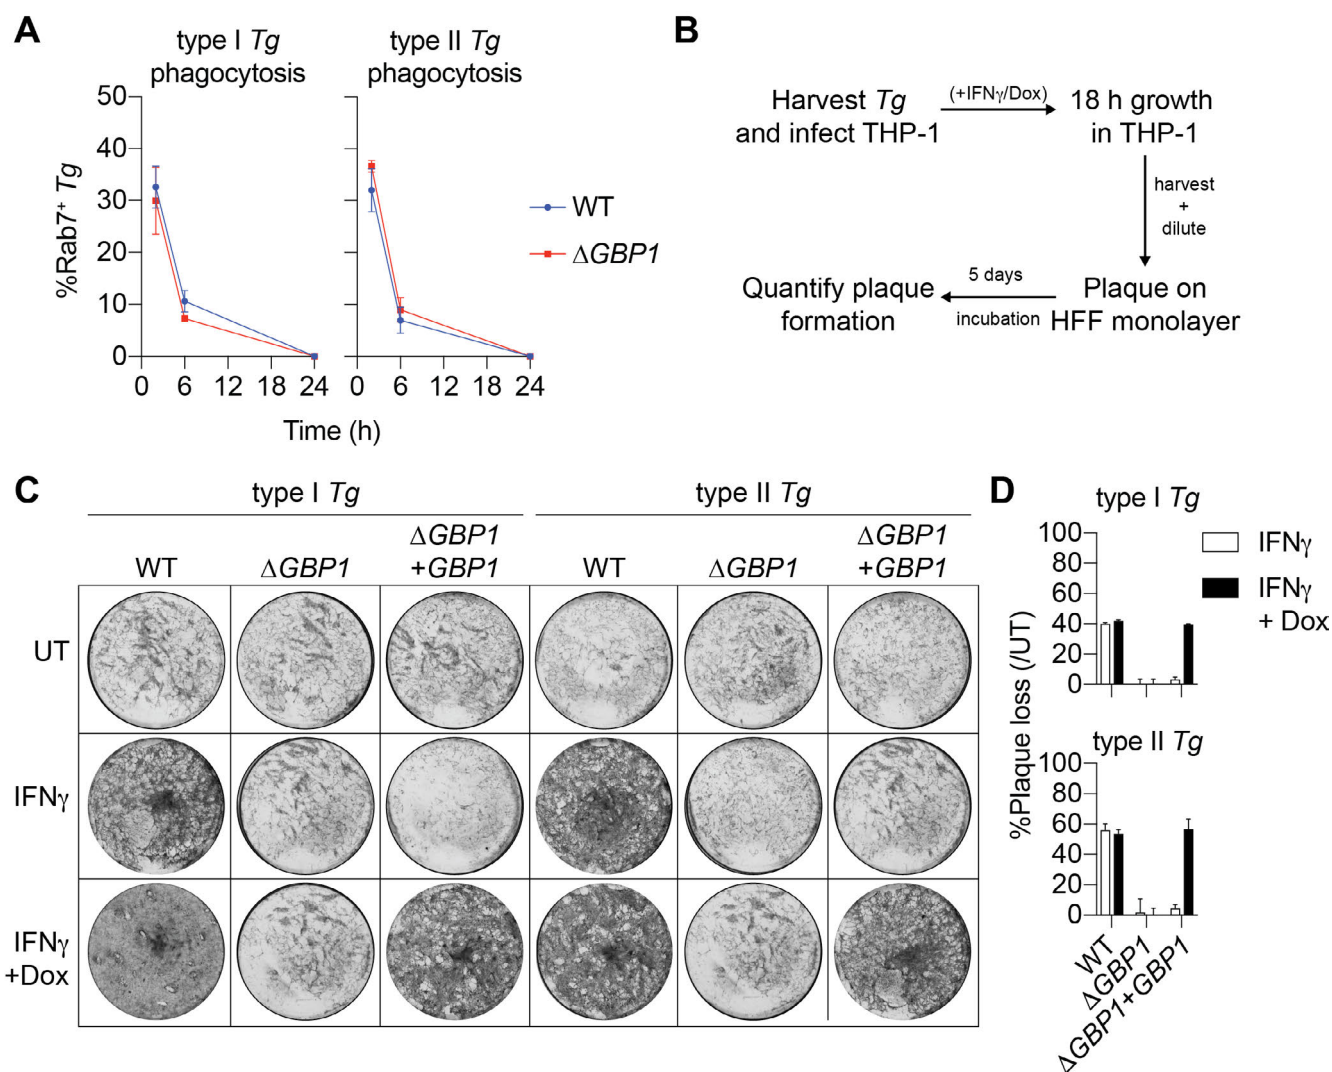 A
type I Tg
phagocytosis
type II Tg
phagocytosis
%Rab7⁺ Tg
50
40
30
20
10
0
0 6 12 18 24
0 6 12 18 24
Time (h)
WT
ΔGBP1
B
Harvest Tg
and infect THP-1
(+IFNγ/Dox)
18 h growth
in THP-1
harvest
+
dilute
Plaque on
HFF monolayer
5 days
incubation
Quantify plaque
formation
C
type I Tg
type II Tg
WT
ΔGBP1
ΔGBP1
+GBP1
WT
ΔGBP1
ΔGBP1
+GBP1
UT
IFNγ
IFNγ
+Dox
D
type I Tg
%Plaque loss (/UT)
100
80
60
40
20
0
IFNγ
IFNγ
+ Dox
type II Tg
100
80
60
40
20
0
WT
ΔGBP1
ΔGBP1+GBP1